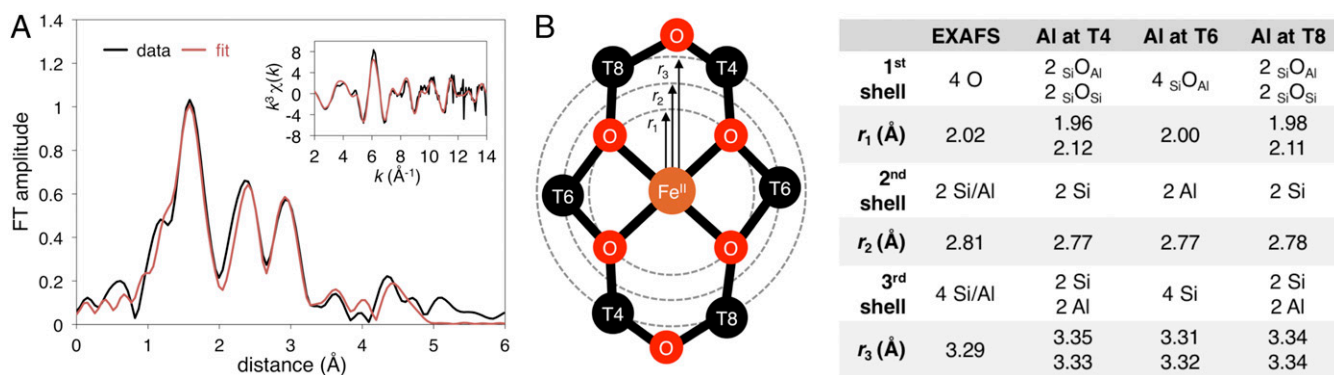 A
1.4
1.2
1
0.8
0.6
0.4
0.2
0
FT amplitude
data
fit
8
4
0
-4
-8
k³ χ(k)
2 4 6 8 10 12 14
k (Å⁻¹)
0 1 2 3 4 5 6
distance (Å)
B
O
T8 T4
r₃
r₂
r₁
O O
T6 Feᴵᴵ T6
O O
T4 T8
O
EXAFS Al at T4 Al at T6 Al at T8
1st shell 4 O 2 SiOAl 2 SiOSi 4 SiOAl 2 SiOAl 2 SiOSi
r₁ (Å) 2.02 1.96 2.12 2.00 1.98 2.11
2nd shell 2 Si/Al 2 Si 2 Al 2 Si
r₂ (Å) 2.81 2.77 2.77 2.78
3rd shell 4 Si/Al 2 Si 2 Al 4 Si 2 Si 2 Al
r₃ (Å) 3.29 3.35 3.33 3.31 3.32 3.34 3.34